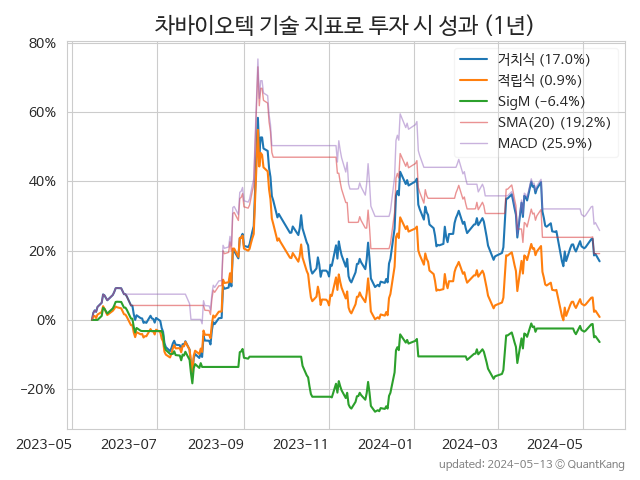 차바이오텍 기술 지표로 투자 시 성과 (1년)
80%
60%
40%
20%
0%
−20%
거치식 (17.0%)
적립식 (0.9%)
SigM (−6.4%)
SMA(20) (19.2%)
MACD (25.9%)
2023-05
2023-07
2023-09
2023-11
2024-01
2024-03
2024-05
updated: 2024-05-13 ⓒ QuantKang